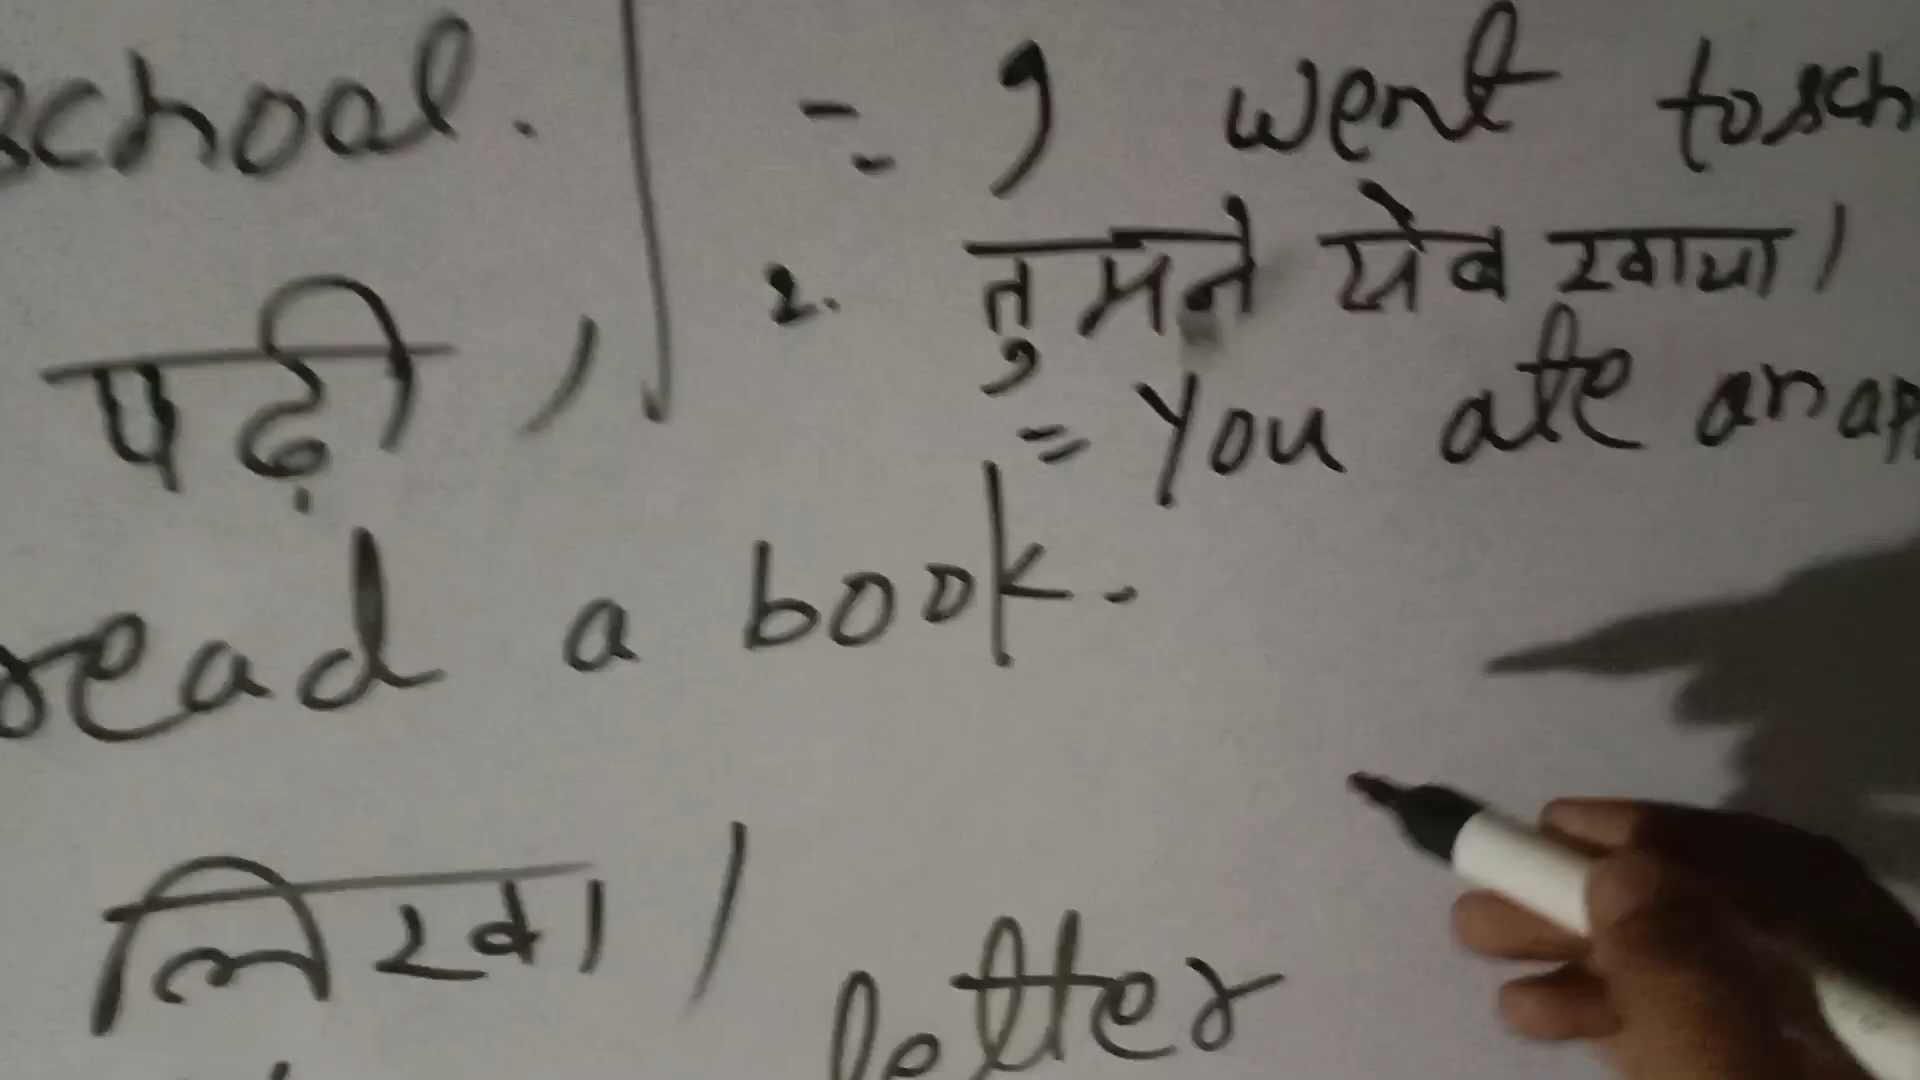 school.
पढ़ी।
read a book.
लिखा।
letter
= I went to sch
2. तुमने सेब खाया।
= You ate an ap